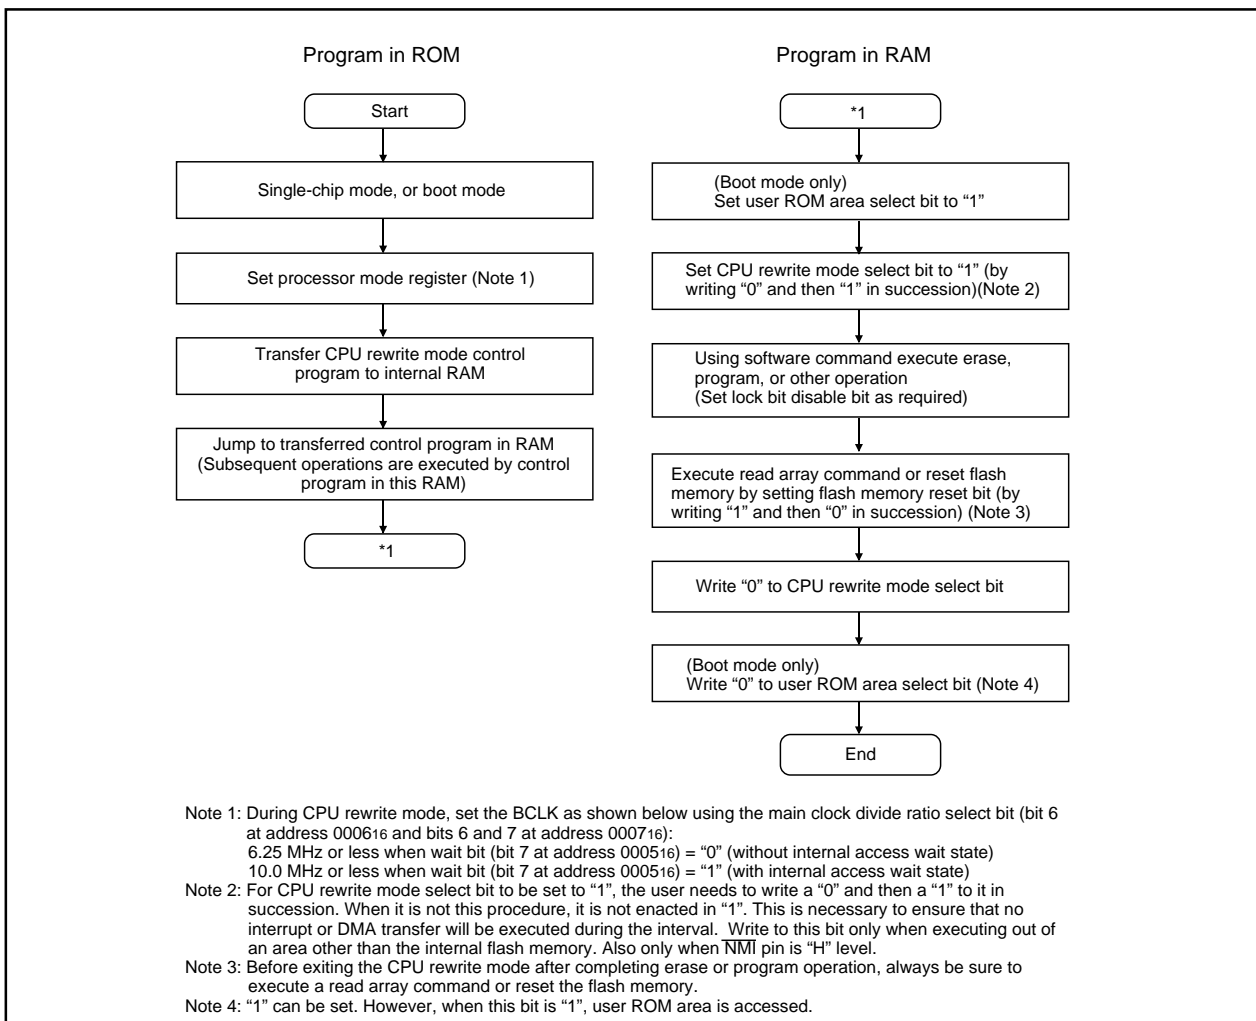 Program in ROM
Start
Single-chip mode, or boot mode
Set processor mode register (Note 1)
Transfer CPU rewrite mode control
program to internal RAM
Jump to transferred control program in RAM
(Subsequent operations are executed by control
program in this RAM)
*1
Program in RAM
*1
(Boot mode only)
Set user ROM area select bit to “1”
Set CPU rewrite mode select bit to “1” (by
writing “0” and then “1” in succession)(Note 2)
Using software command execute erase,
program, or other operation
(Set lock bit disable bit as required)
Execute read array command or reset flash
memory by setting flash memory reset bit (by
writing “1” and then “0” in succession) (Note 3)
Write “0” to CPU rewrite mode select bit
(Boot mode only)
Write “0” to user ROM area select bit (Note 4)
End
Note 1: During CPU rewrite mode, set the BCLK as shown below using the main clock divide ratio select bit (bit 6
at address 000616 and bits 6 and 7 at address 000716):
6.25 MHz or less when wait bit (bit 7 at address 000516) = “0” (without internal access wait state)
10.0 MHz or less when wait bit (bit 7 at address 000516) = “1” (with internal access wait state)
Note 2: For CPU rewrite mode select bit to be set to “1”, the user needs to write a “0” and then a “1” to it in
succession. When it is not this procedure, it is not enacted in “1”. This is necessary to ensure that no
interrupt or DMA transfer will be executed during the interval. Write to this bit only when executing out of
an area other than the internal flash memory. Also only when NMI pin is “H” level.
Note 3: Before exiting the CPU rewrite mode after completing erase or program operation, always be sure to
execute a read array command or reset the flash memory.
Note 4: “1” can be set. However, when this bit is “1”, user ROM area is accessed.